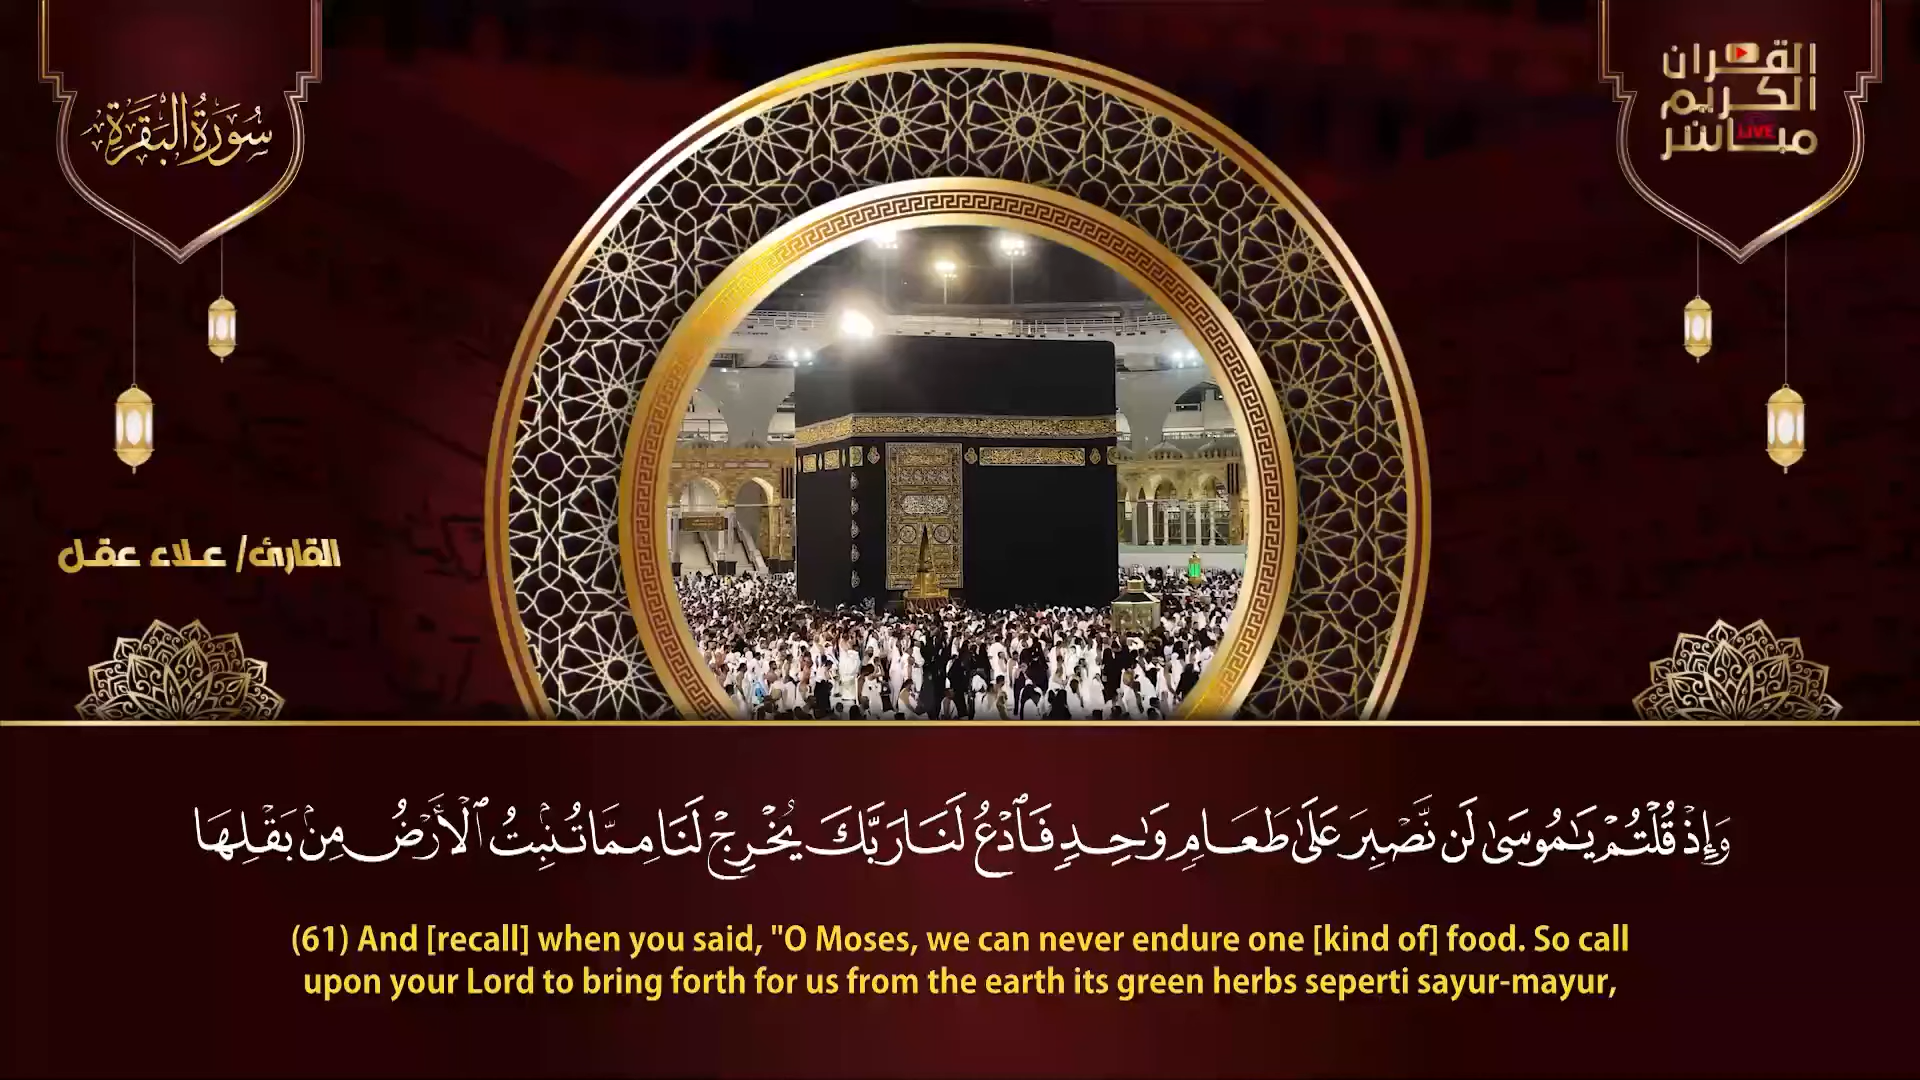 سُورَةُ البَقَرَةِ
القرآن
الكريم
مباشر
LIVE
القارئ/ علاء عقل
وَإِذۡ قُلۡتُمۡ يَٰمُوسَىٰ لَن نَّصۡبِرَ عَلَىٰ طَعَامٖ وَٰحِدٖ فَٱدۡعُ لَنَا رَبَّكَ يُخۡرِجۡ لَنَا مِمَّا تُنۢبِتُ ٱلۡأَرۡضُ مِنۢ بَقۡلِهَا
(61) And [recall] when you said, "O Moses, we can never endure one [kind of] food. So call
upon your Lord to bring forth for us from the earth its green herbs seperti sayur-mayur,